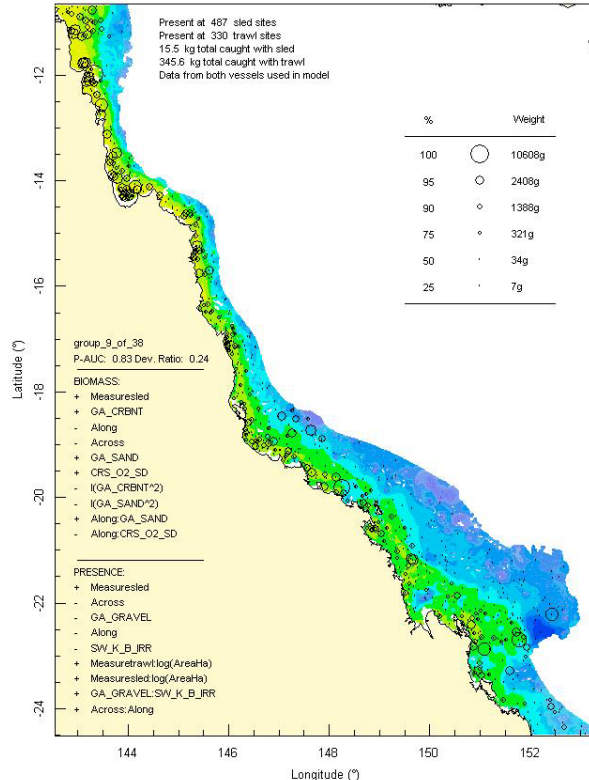 Present at 487 sled sites
Present at 330 trawl sites
15.5 kg total caught with sled
345.6 kg total caught with trawl
Data from both vessels used in model
% Weight
100 10608g
95 2408g
90 1388g
75 321g
50 34g
25 7g
-12
-14
-16
-18
-20
-22
-24
Latitude (°)
group_9_of_38
P-AUC: 0.83 Dev. Ratio: 0.24
BIOMASS:
+ Measuresled
+ GA_CRBNT
- Along
- Across
+ GA_SAND
+ CRS_O2_SD
- I(GA_CRBNT^2)
- I(GA_SAND^2)
+ Along:GA_SAND
- Along:CRS_O2_SD
PRESENCE:
+ Measuresled
- Across
- GA_GRAVEL
- Along
- SW_K_B_IRR
+ Measuretrawl:log(AreaHa)
+ Measuresled:log(AreaHa)
+ GA_GRAVEL:SW_K_B_IRR
+ Across:Along
144 146 148 150 152
Longitude (°)